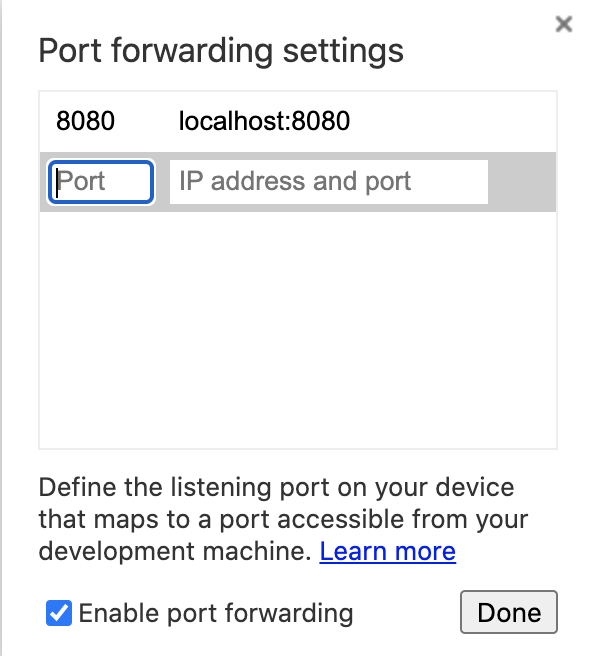 Port forwarding settings
8080 localhost:8080
Port IP address and port
Define the listening port on your device
that maps to a port accessible from your
development machine. Learn more
Enable port forwarding Done